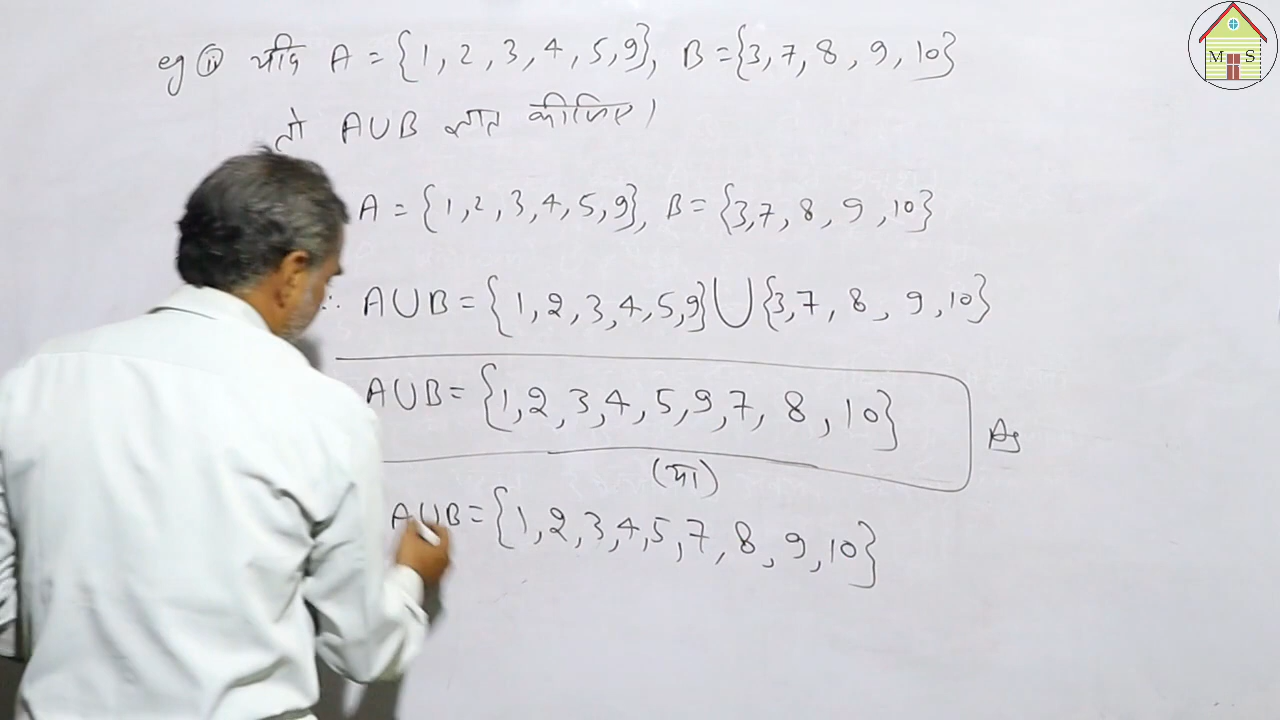 eg ii यदि A = {1, 2, 3, 4, 5, 9}, B = {3, 7, 8, 9, 10}
तो A∪B ज्ञात कीजिए।
A = {1, 2, 3, 4, 5, 9}, B = {3, 7, 8, 9, 10}
∴ A∪B = {1, 2, 3, 4, 5, 9} ∪ {3, 7, 8, 9, 10}
A∪B = {1, 2, 3, 4, 5, 9, 7, 8, 10} As
(या)
A∪B = {1, 2, 3, 4, 5, 7, 8, 9, 10}
M S